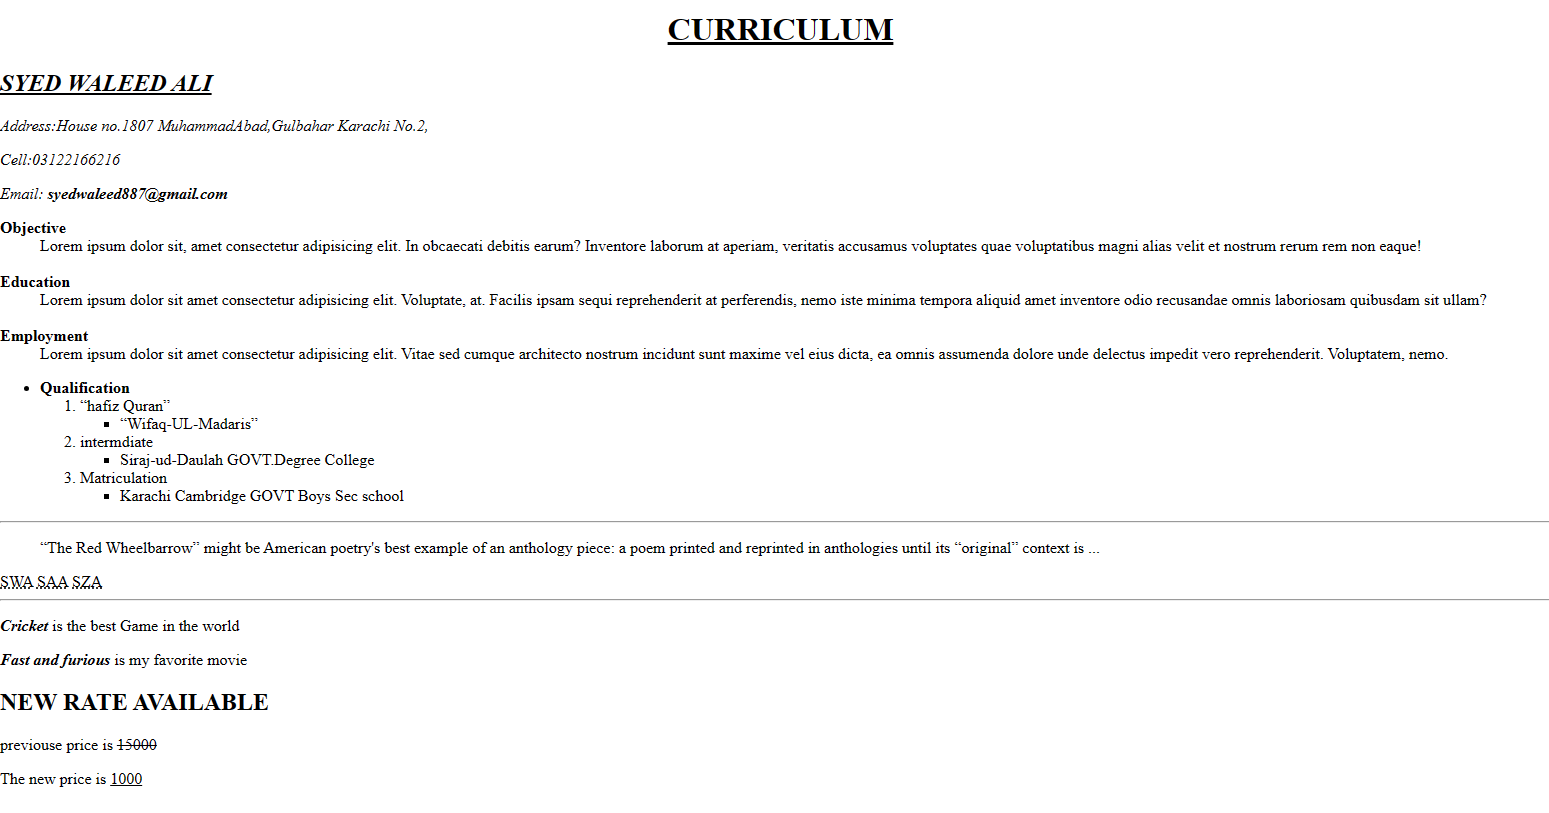 CURRICULUM
SYED WALEED ALI
Address:House no.1807 MuhammadAbad,Gulbahar Karachi No.2,
Cell:03122166216
Email: syedwaleed887@gmail.com
Objective
Lorem ipsum dolor sit, amet consectetur adipisicing elit. In obcaecati debitis earum? Inventore laborum at aperiam, veritatis accusamus voluptates quae voluptatibus magni alias velit et nostrum rerum rem non eaque!
Education
Lorem ipsum dolor sit amet consectetur adipisicing elit. Voluptate, at. Facilis ipsam sequi reprehenderit at perferendis, nemo iste minima tempora aliquid amet inventore odio recusandae omnis laboriosam quibusdam sit ullam?
Employment
Lorem ipsum dolor sit amet consectetur adipisicing elit. Vitae sed cumque architecto nostrum incidunt sunt maxime vel eius dicta, ea omnis assumenda dolore unde delectus impedit vero reprehenderit. Voluptatem, nemo.
• Qualification
1. “hafiz Quran”
▪ “Wifaq-UL-Madaris”
2. intermdiate
▪ Siraj-ud-Daulah GOVT.Degree College
3. Matriculation
▪ Karachi Cambridge GOVT Boys Sec school
“The Red Wheelbarrow” might be American poetry's best example of an anthology piece: a poem printed and reprinted in anthologies until its “original” context is ...
SWA SAA SZA
Cricket is the best Game in the world
Fast and furious is my favorite movie
NEW RATE AVAILABLE
previouse price is 15000
The new price is 1000